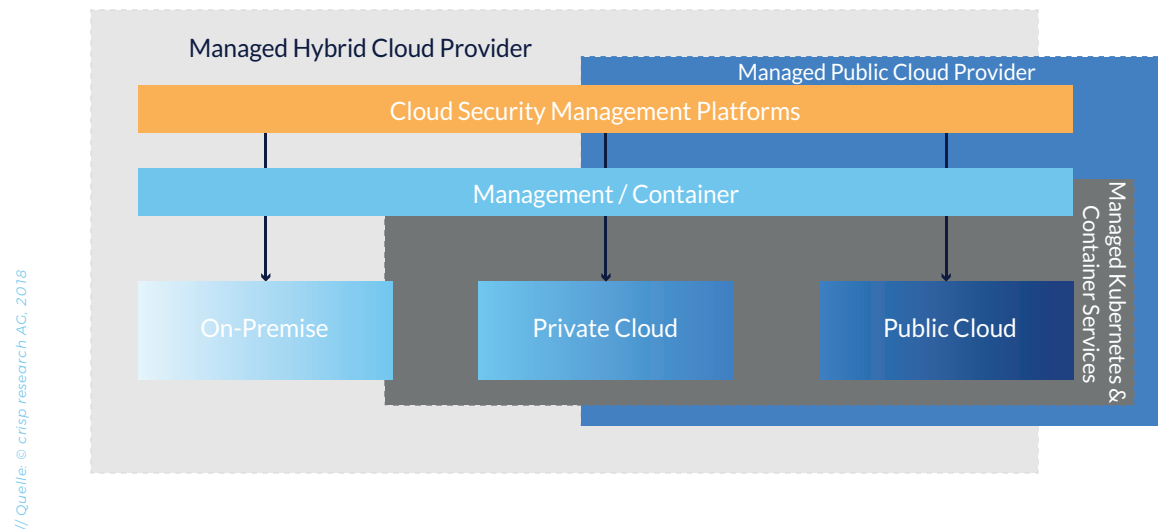 Managed Hybrid Cloud Provider
Managed Public Cloud Provider
Cloud Security Management Platforms
Management / Container
Managed Kubernetes &
Container Services
On-Premise
Private Cloud
Public Cloud
// Quelle: © crisp research AG, 2018